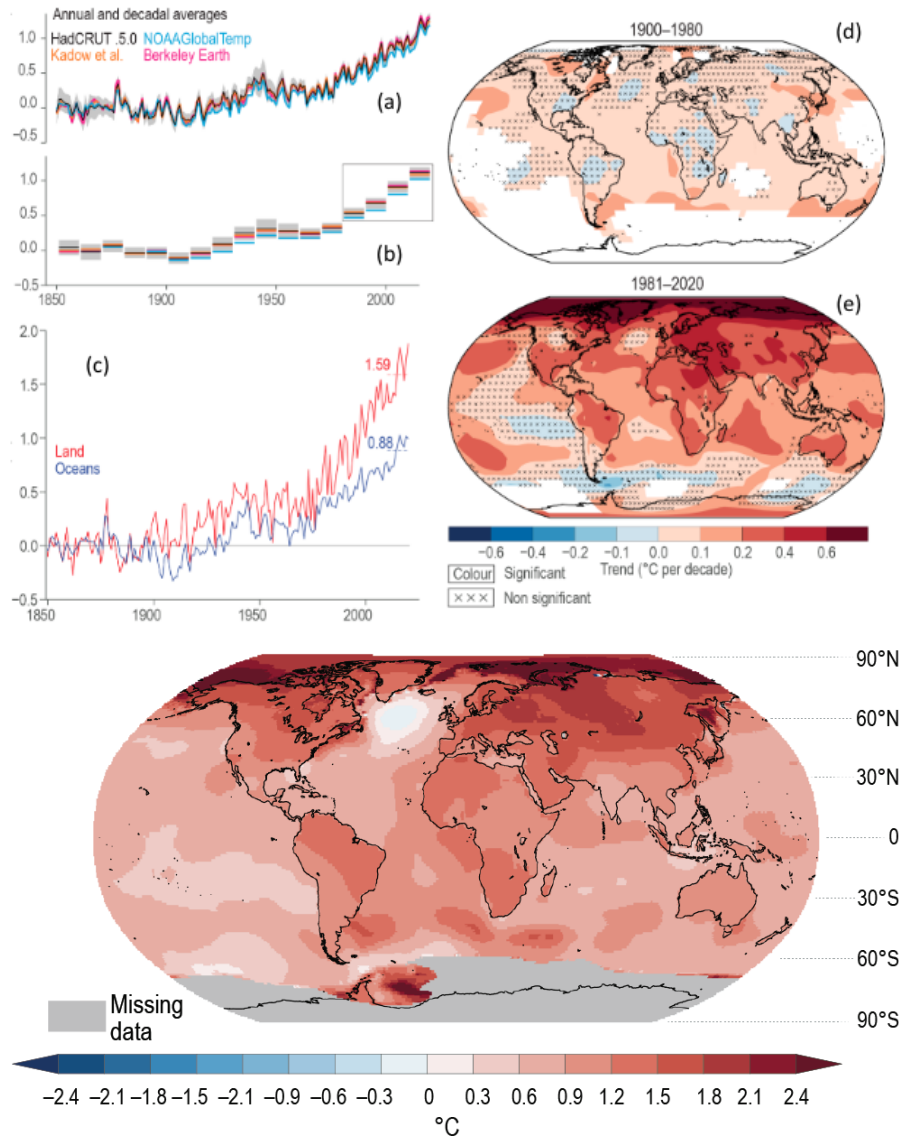 Annual and decadal averages
HadCRUT .5.0 NOAAGlobalTemp
Kadow et al. Berkeley Earth
1.0
0.5
0.0
−0.5
(a)
1.0
0.5
0.0
−0.5
(b)
1850 1900 1950 2000
2.0
1.5
1.0
0.5
0.0
−0.5
(c)
1.59
0.88
Land
Oceans
1850 1900 1950 2000
1900–1980
(d)
1981–2020
(e)
−0.6 −0.4 −0.2 −0.1 0.0 0.1 0.2 0.4 0.6
Trend (°C per decade)
Colour Significant
××× Non significant
90°N
60°N
30°N
0
30°S
60°S
90°S
Missing
data
−2.4 −2.1 −1.8 −1.5 −2.1 −0.9 −0.6 −0.3 0 0.3 0.6 0.9 1.2 1.5 1.8 2.1 2.4
°C